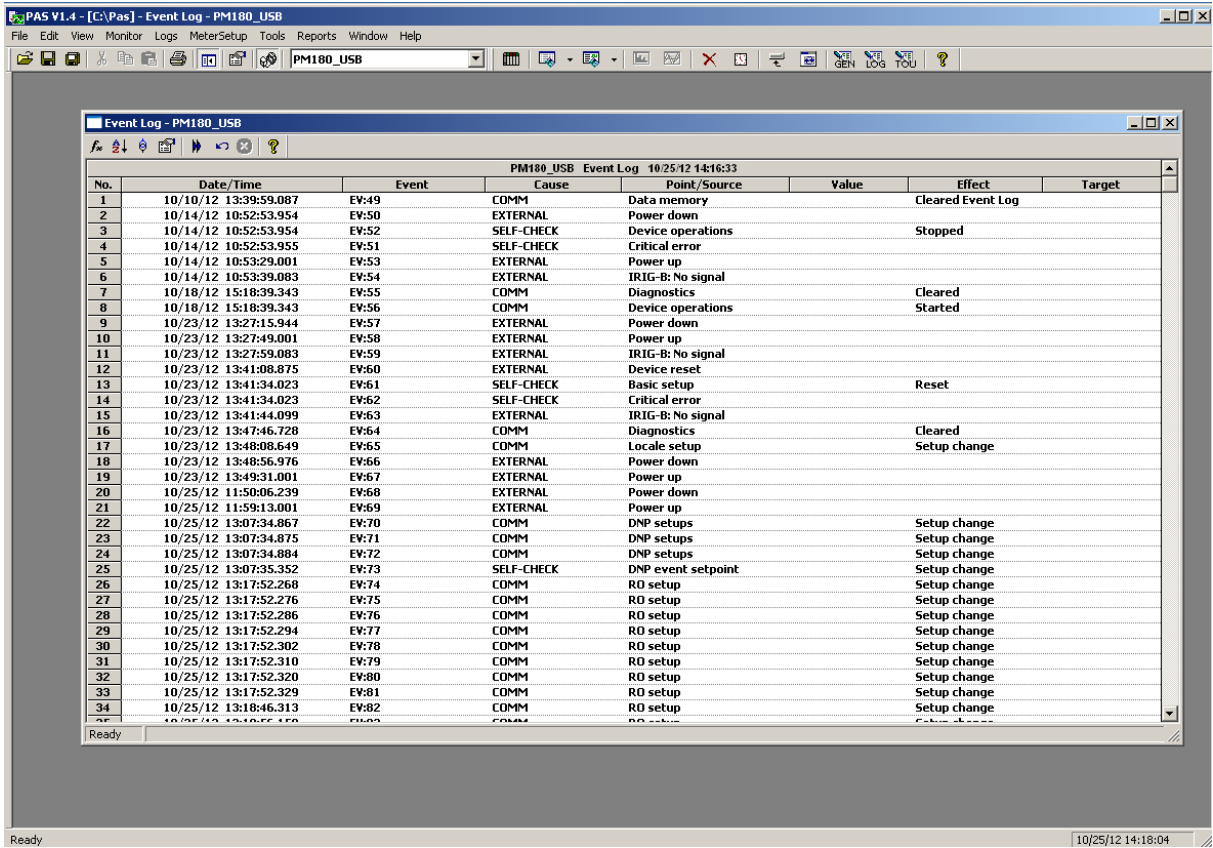 PAS V1.4 - [C:\Pas] - Event Log - PM180_USB
File Edit View Monitor Logs MeterSetup Tools Reports Window Help
PM180_USB GEN LOG TOU
Event Log - PM180_USB
PM180_USB Event Log 10/25/12 14:16:33
No. Date/Time Event Cause Point/Source Value Effect Target
1 10/10/12 13:39:59.087 EV:49 COMM Data memory Cleared Event Log
2 10/14/12 10:52:53.954 EV:50 EXTERNAL Power down
3 10/14/12 10:52:53.954 EV:52 SELF-CHECK Device operations Stopped
4 10/14/12 10:52:53.955 EV:51 SELF-CHECK Critical error
5 10/14/12 10:53:29.001 EV:53 EXTERNAL Power up
6 10/14/12 10:53:39.083 EV:54 EXTERNAL IRIG-B: No signal
7 10/18/12 15:18:39.343 EV:55 COMM Diagnostics Cleared
8 10/18/12 15:18:39.343 EV:56 COMM Device operations Started
9 10/23/12 13:27:15.944 EV:57 EXTERNAL Power down
10 10/23/12 13:27:49.001 EV:58 EXTERNAL Power up
11 10/23/12 13:27:59.083 EV:59 EXTERNAL IRIG-B: No signal
12 10/23/12 13:41:08.875 EV:60 EXTERNAL Device reset
13 10/23/12 13:41:34.023 EV:61 SELF-CHECK Basic setup Reset
14 10/23/12 13:41:34.023 EV:62 SELF-CHECK Critical error
15 10/23/12 13:41:44.099 EV:63 EXTERNAL IRIG-B: No signal
16 10/23/12 13:47:46.728 EV:64 COMM Diagnostics Cleared
17 10/23/12 13:48:08.649 EV:65 COMM Locale setup Setup change
18 10/23/12 13:48:56.976 EV:66 EXTERNAL Power down
19 10/23/12 13:49:31.001 EV:67 EXTERNAL Power up
20 10/25/12 11:50:06.239 EV:68 EXTERNAL Power down
21 10/25/12 11:59:13.001 EV:69 EXTERNAL Power up
22 10/25/12 13:07:34.867 EV:70 COMM DNP setups Setup change
23 10/25/12 13:07:34.875 EV:71 COMM DNP setups Setup change
24 10/25/12 13:07:34.884 EV:72 COMM DNP setups Setup change
25 10/25/12 13:07:35.352 EV:73 SELF-CHECK DNP event setpoint Setup change
26 10/25/12 13:17:52.268 EV:74 COMM RO setup Setup change
27 10/25/12 13:17:52.276 EV:75 COMM RO setup Setup change
28 10/25/12 13:17:52.286 EV:76 COMM RO setup Setup change
29 10/25/12 13:17:52.294 EV:77 COMM RO setup Setup change
30 10/25/12 13:17:52.302 EV:78 COMM RO setup Setup change
31 10/25/12 13:17:52.310 EV:79 COMM RO setup Setup change
32 10/25/12 13:17:52.320 EV:80 COMM RO setup Setup change
33 10/25/12 13:17:52.329 EV:81 COMM RO setup Setup change
34 10/25/12 13:18:46.313 EV:82 COMM RO setup Setup change
Ready
Ready 10/25/12 14:18:04